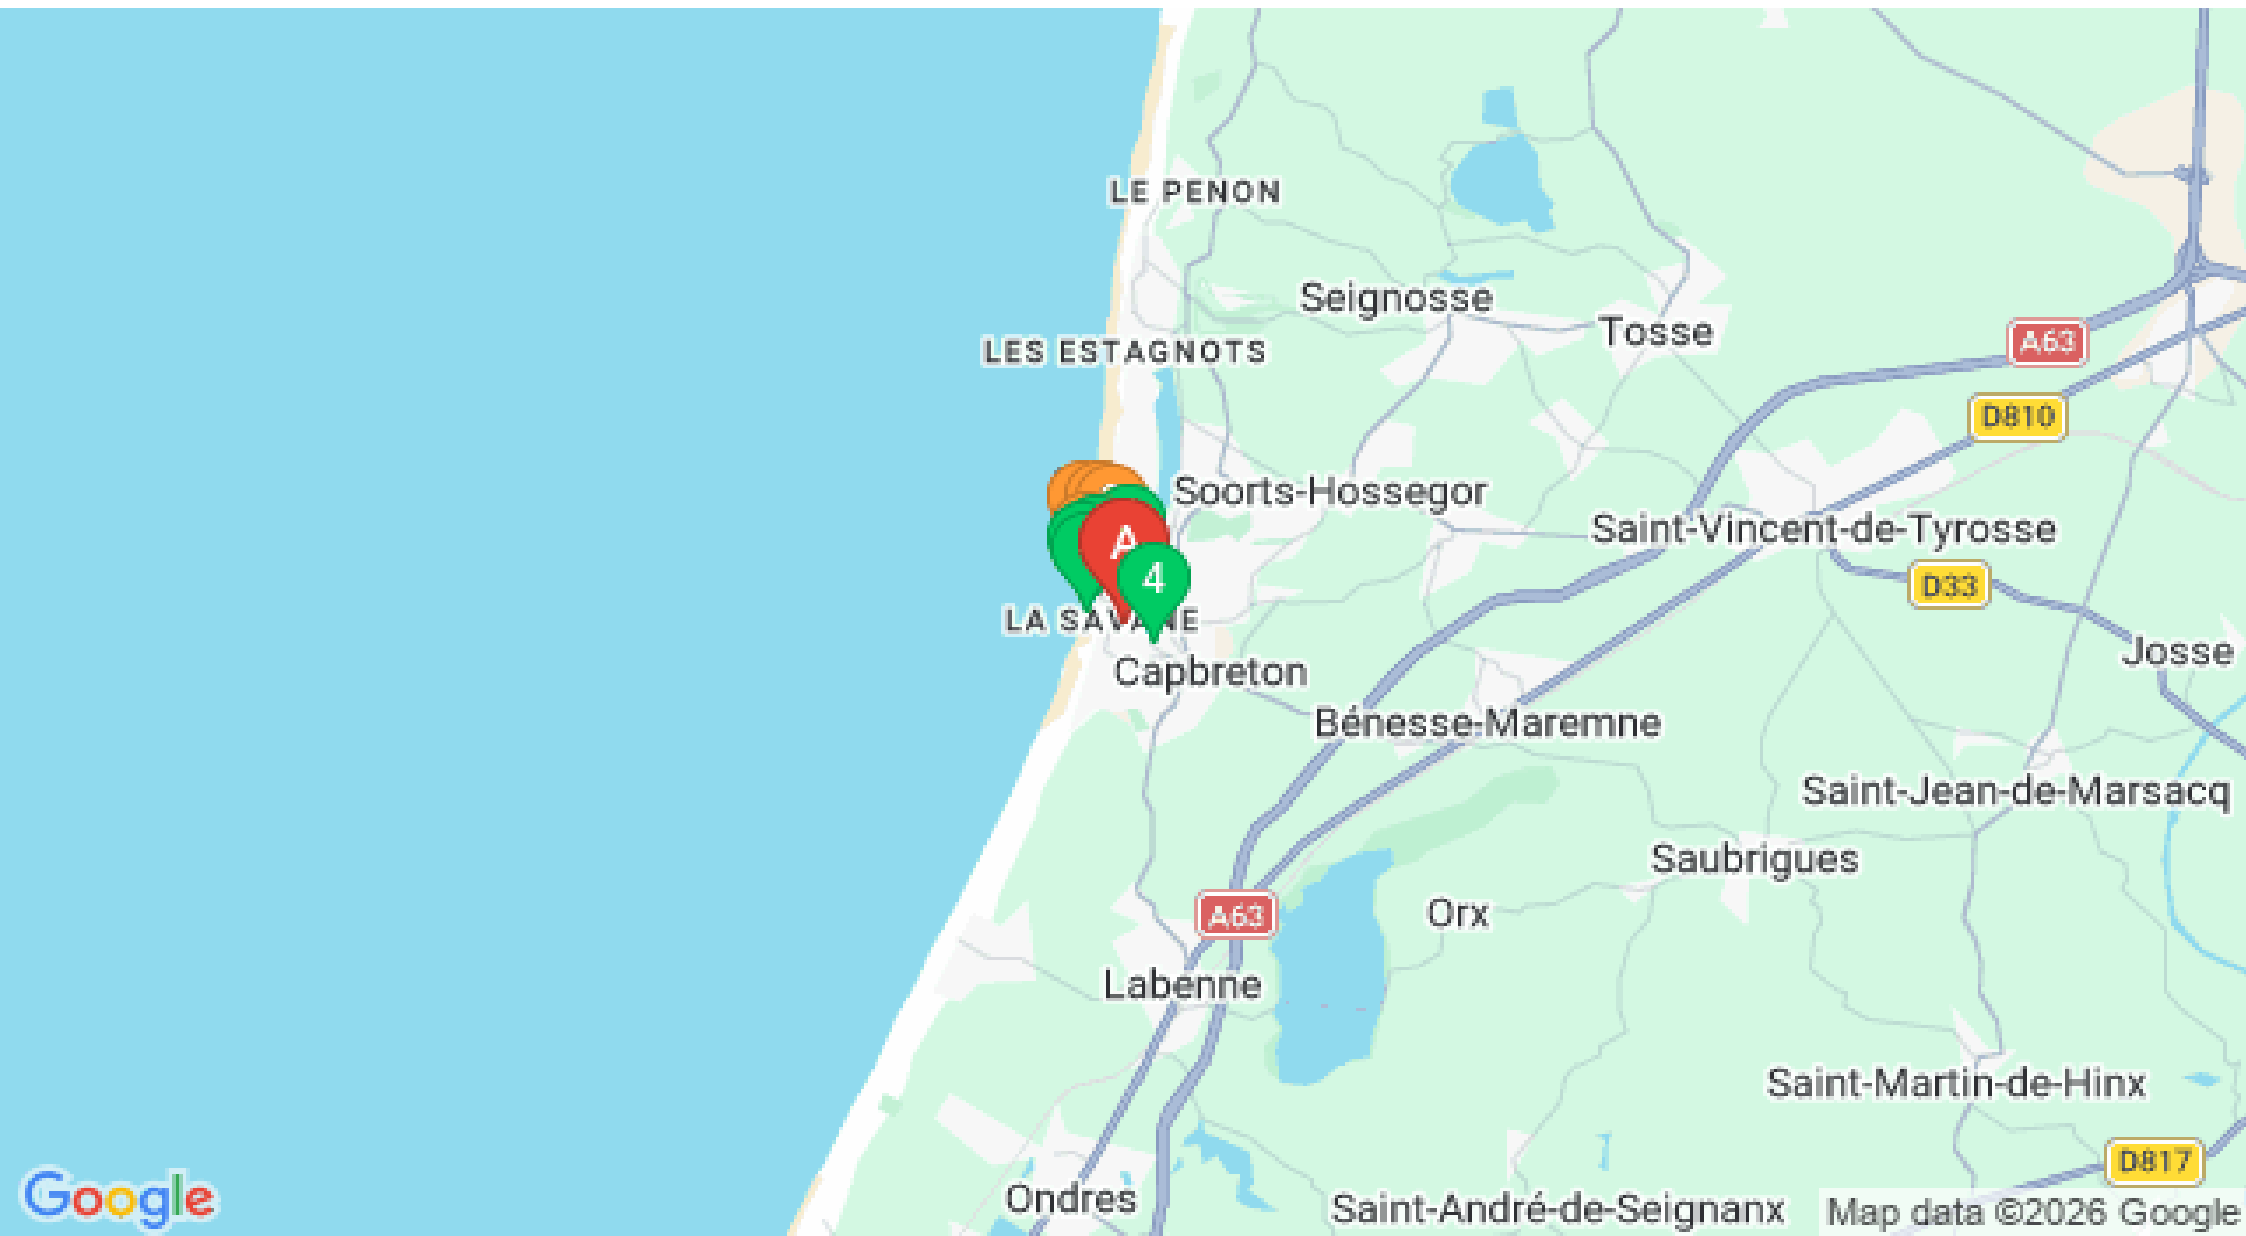 LE PENON
Seignosse
Tosse
LES ESTAGNOTS
A63
D810
Soorts-Hossegor
Saint-Vincent-de-Tyrosse
A
4
D33
LA SAVANE
Josse
Capbreton
Bénesse-Maremne
Saint-Jean-de-Marsacq
Saubrigues
A63
Orx
Labenne
Saint-Martin-de-Hinx
D817
Google
Ondres
Saint-André-de-Seignanx
Map data ©2026 Google